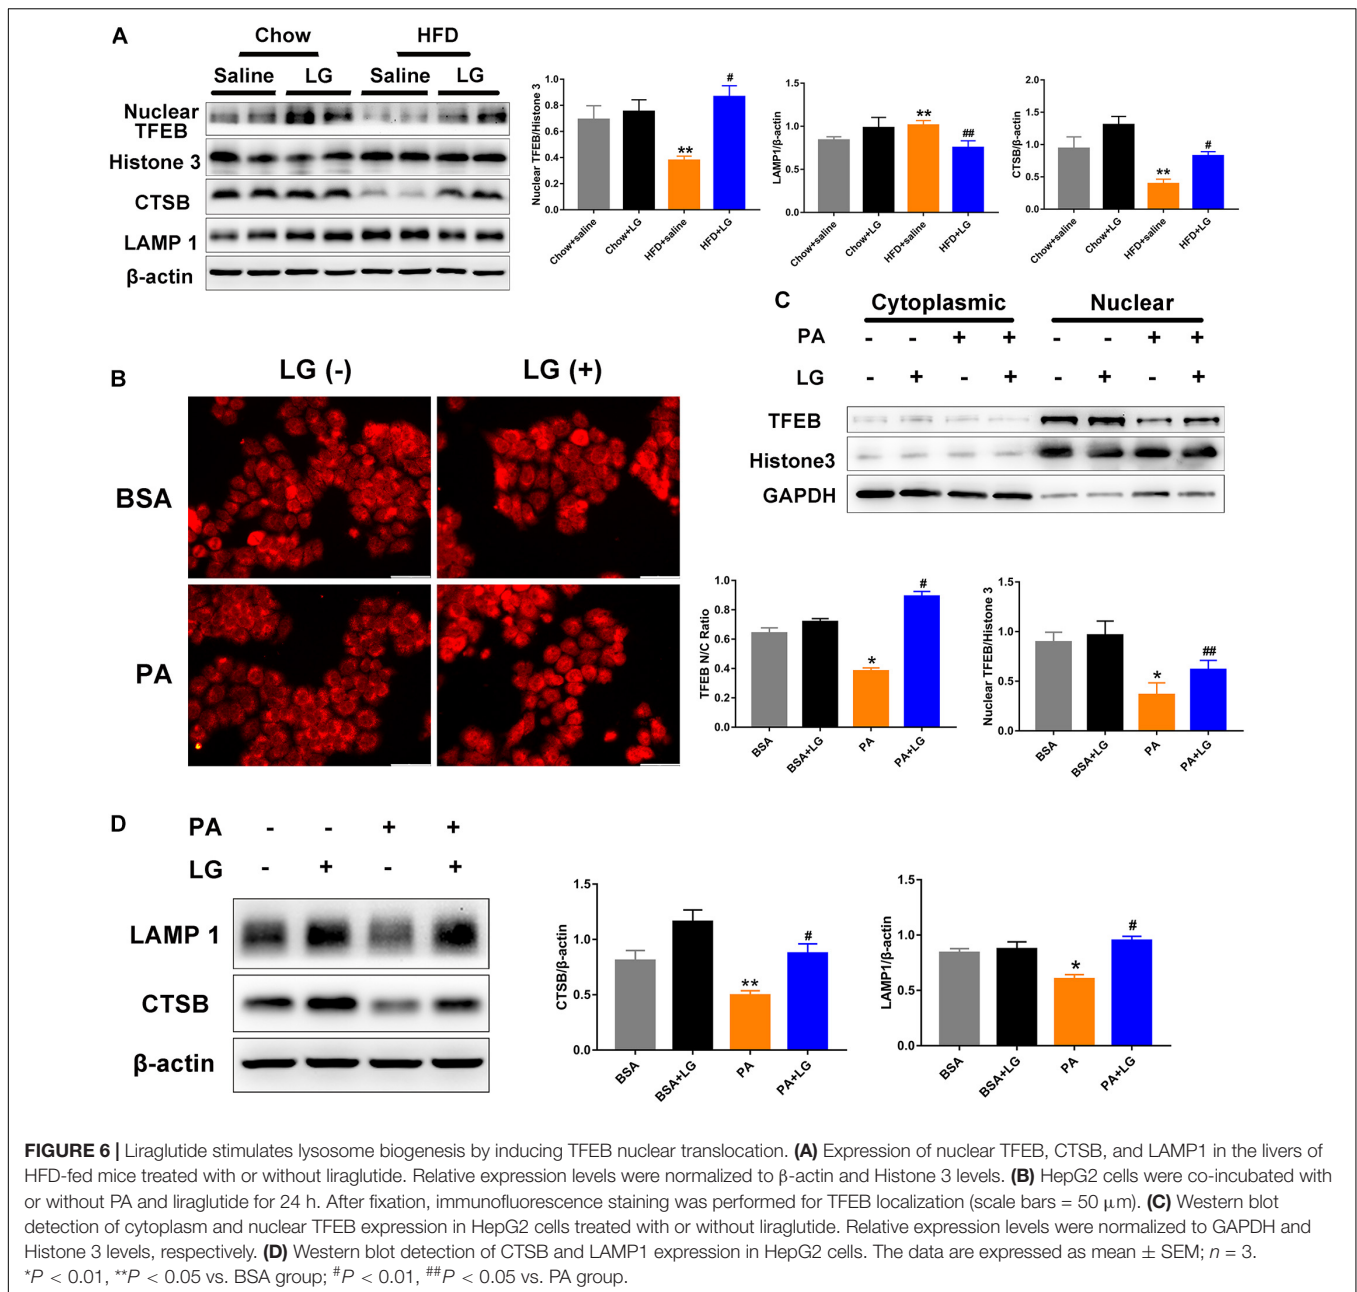 A
Chow HFD
Saline LG Saline LG
Nuclear
TFEB
Histone 3
CTSB
LAMP 1
β-actin
Nuclear TFEB/Histone 3
1.0
0.8
0.6
0.4
0.2
0.0
**
#
Chow+saline
Chow+LG
HFD+saline
HFD+LG
LAMP1/β-actin
1.5
1.0
0.5
0.0
**
##
Chow+saline
Chow+LG
HFD+saline
HFD+LG
CTSB/β-actin
2.0
1.5
1.0
0.5
0.0
**
#
Chow+saline
Chow+LG
HFD+saline
HFD+LG
B
LG (-) LG (+)
BSA
PA
C
Cytoplasmic Nuclear
PA - - + + - - + +
LG - + - + - + - +
TFEB
Histone3
GAPDH
TFEB N/C Ratio
1.0
0.8
0.6
0.4
0.2
0.0
*
#
BSA
BSA+LG
PA
PA+LG
Nuclear TFEB/Histone 3
1.5
1.0
0.5
0.0
*
##
BSA
BSA+LG
PA
PA+LG
D
PA - - + +
LG - + - +
LAMP 1
CTSB
β-actin
CTSB/β-actin
1.5
1.0
0.5
0.0
**
#
BSA
BSA+LG
PA
PA+LG
LAMP1/β-actin
1.5
1.0
0.5
0.0
*
#
BSA
BSA+LG
PA
PA+LG
FIGURE 6 | Liraglutide stimulates lysosome biogenesis by inducing TFEB nuclear translocation. (A) Expression of nuclear TFEB, CTSB, and LAMP1 in the livers of
HFD-fed mice treated with or without liraglutide. Relative expression levels were normalized to β-actin and Histone 3 levels. (B) HepG2 cells were co-incubated with
or without PA and liraglutide for 24 h. After fixation, immunofluorescence staining was performed for TFEB localization (scale bars = 50 μm). (C) Western blot
detection of cytoplasm and nuclear TFEB expression in HepG2 cells treated with or without liraglutide. Relative expression levels were normalized to GAPDH and
Histone 3 levels, respectively. (D) Western blot detection of CTSB and LAMP1 expression in HepG2 cells. The data are expressed as mean ± SEM; n = 3.
*P < 0.01, **P < 0.05 vs. BSA group; #P < 0.01, ##P < 0.05 vs. PA group.